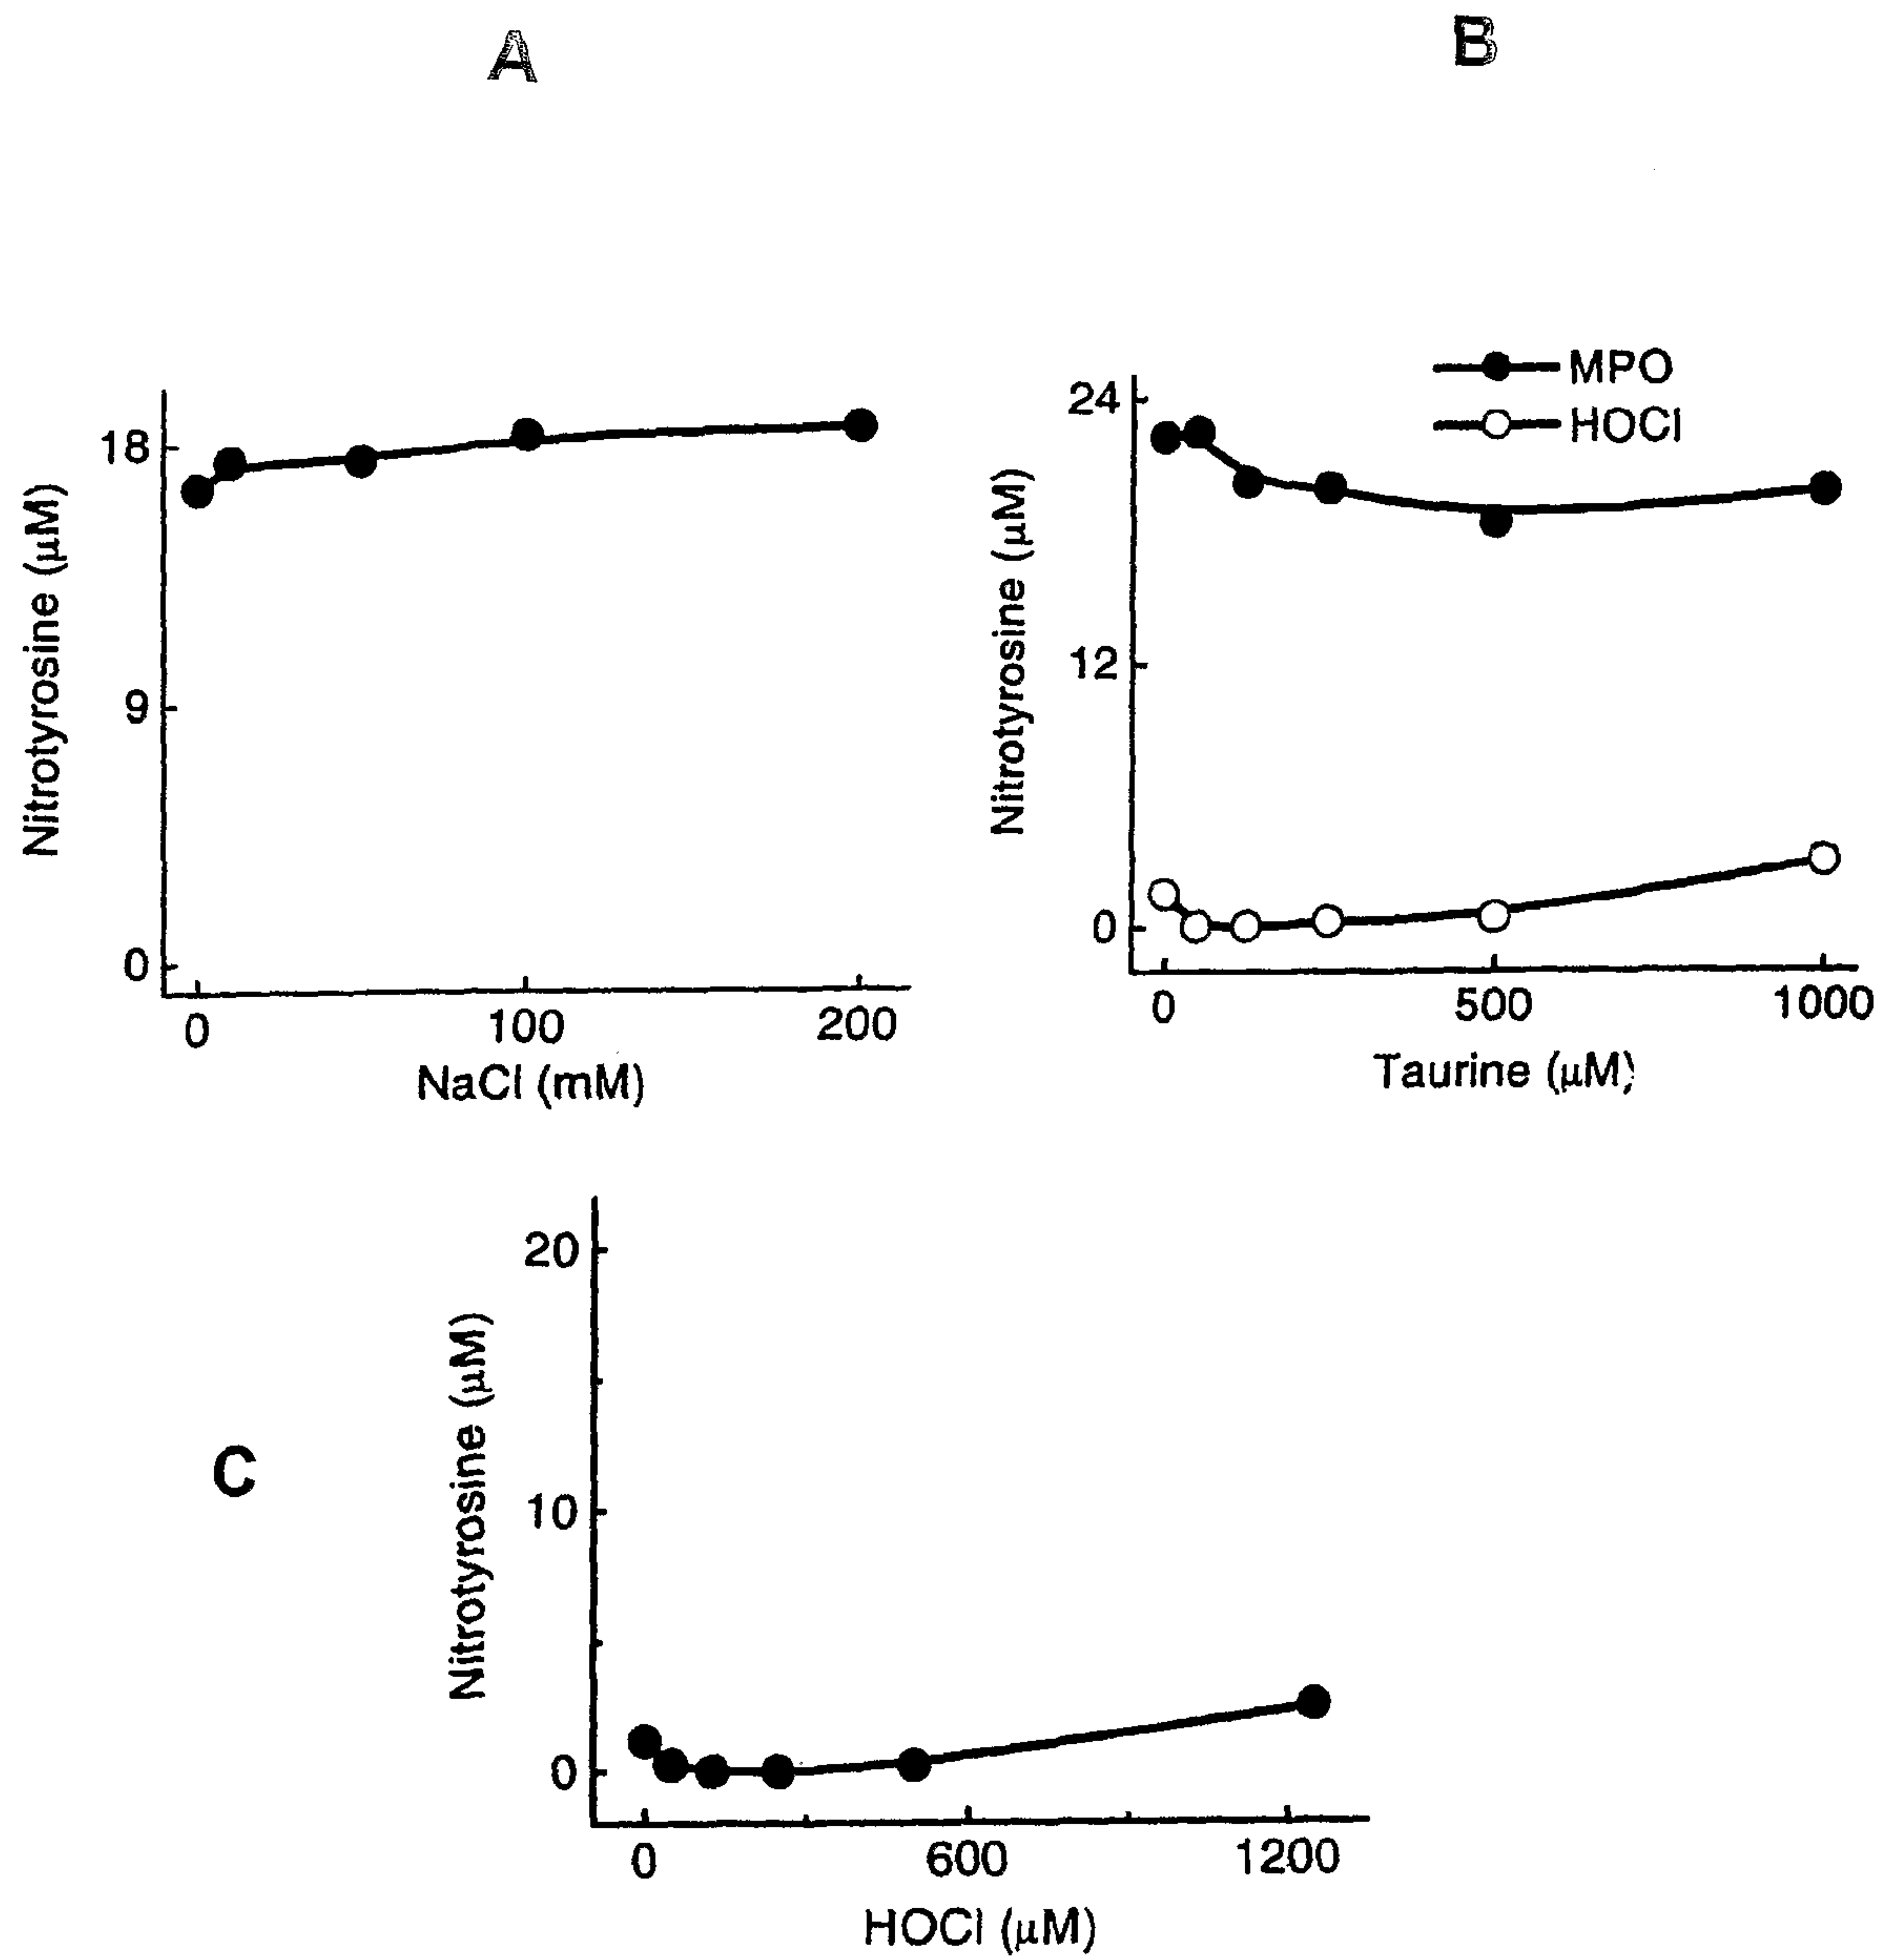 A
B
MPO
HOCl
Nitrotyrosine (μM)
18
9
0
0
100
200
NaCl (mM)
Nitrotyrosine (μM)
24
12
0
0
500
1000
Taurine (μM)
C
Nitrotyrosine (μM)
20
10
0
0
600
1200
HOCl (μM)